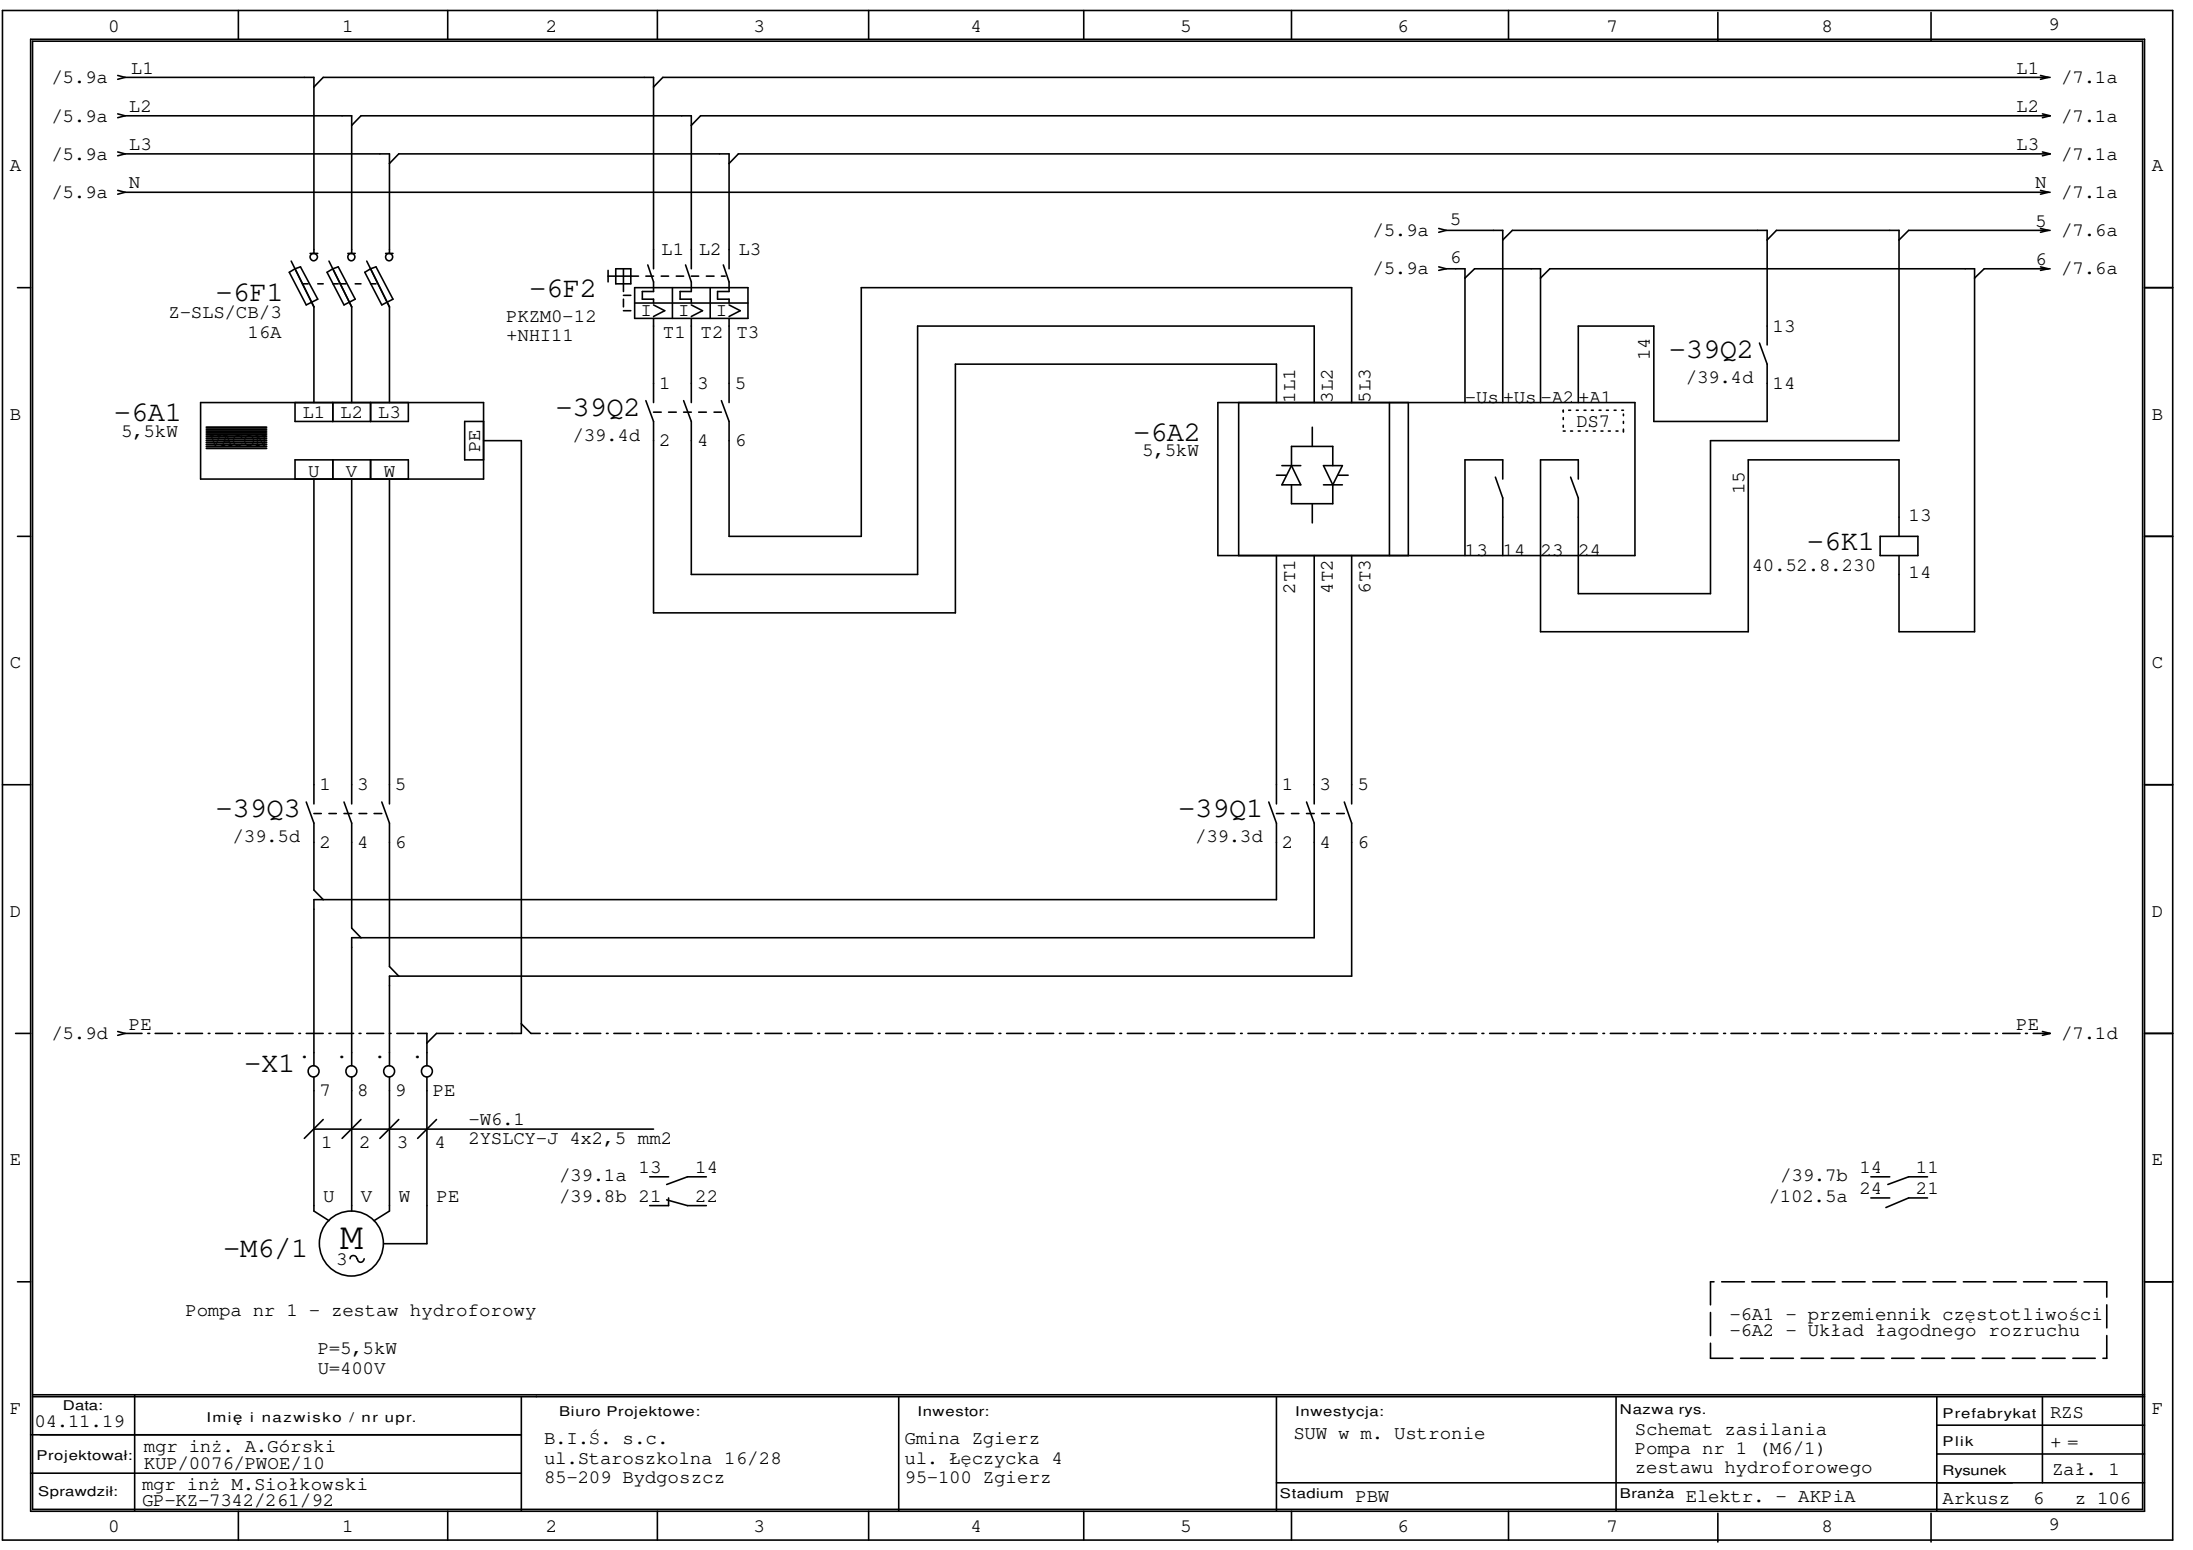 0 1 2 3 4 5 6 7 8 9
/5.9a L1 L1 /7.1a
/5.9a L2 L2 /7.1a
/5.9a L3 L3 /7.1a
A A
/5.9a N N /7.1a
/5.9a 5 5 /7.6a
/5.9a 6 6 /7.6a
L1 L2 L3
-6F1
Z-SLS/CB/3
16A
-6F2
PKZM0-12
+NHI11
I> I> I>
T1 T2 T3
-39Q2
/39.4d
1 3 5
2 4 6
13
14
-39Q2
/39.4d
14
B B
-6A1
5,5kW
L1 L2 L3
PE
U V W
-6A2
5,5kW
1L1 3L2 5L3
-Us +Us -A2 +A1
DS7
13 14 23 24
2T1 4T2 6T3
15
-6K1
40.52.8.230
13
14
C C
-39Q3
/39.5d
1 3 5
2 4 6
-39Q1
/39.3d
1 3 5
2 4 6
D D
/5.9d PE PE /7.1d
-X1
7 8 9 PE
-W6.1
2YSLCY-J 4x2,5 mm2
1 2 3 4
E E
/39.1a 13 14
/39.8b 21 22
/39.7b 14 11
/102.5a 24 21
U V W PE
-M6/1
M
3~
Pompa nr 1 - zestaw hydroforowy
P=5,5kW
U=400V
-6A1 - przemiennik częstotliwości
-6A2 - Układ łagodnego rozruchu
F F
Data:
04.11.19
Imię i nazwisko / nr upr.
Projektował:
mgr inż. A.Górski
KUP/0076/PWOE/10
Sprawdził:
mgr inż M.Siołkowski
GP-KZ-7342/261/92
Biuro Projektowe:
B.I.Ś. s.c.
ul.Staroszkolna 16/28
85-209 Bydgoszcz
Inwestor:
Gmina Zgierz
ul. Łęczycka 4
95-100 Zgierz
Inwestycja:
SUW w m. Ustronie
Stadium PBW
Nazwa rys.
Schemat zasilania
Pompa nr 1 (M6/1)
zestawu hydroforowego
Branża Elektr. - AKPiA
Prefabrykat RZS
Plik + =
Rysunek Zał. 1
Arkusz 6 z 106
0 1 2 3 4 5 6 7 8 9